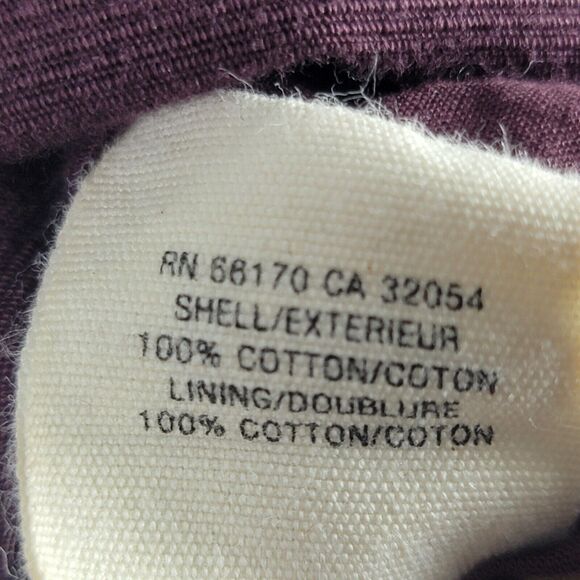 RN 66170 CA 32054
SHELL/EXTERIEUR
100% COTTON/COTON
LINING/DOUBLURE
100% COTTON/COTON